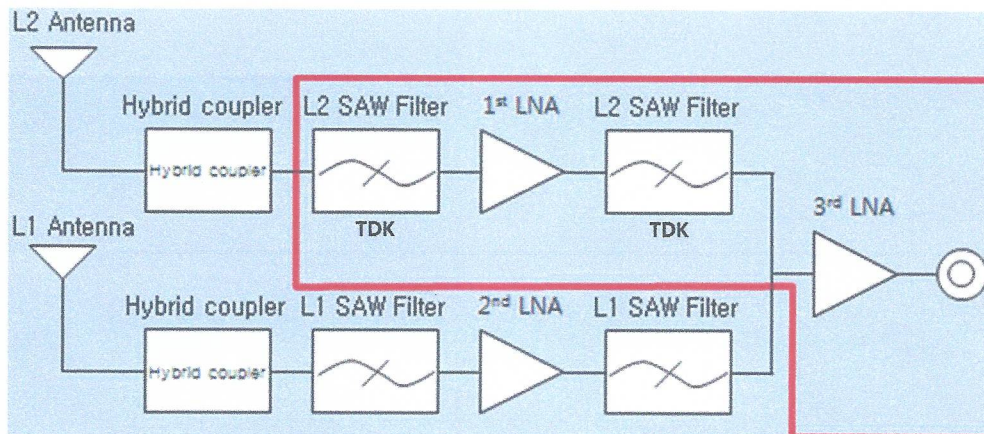 L2 Antenna
Hybrid coupler
L2 SAW Filter
1st LNA
L2 SAW Filter
Hybrid coupler
TDK
TDK
3rd LNA
L1 Antenna
Hybrid coupler
L1 SAW Filter
2nd LNA
L1 SAW Filter
Hybrid coupler